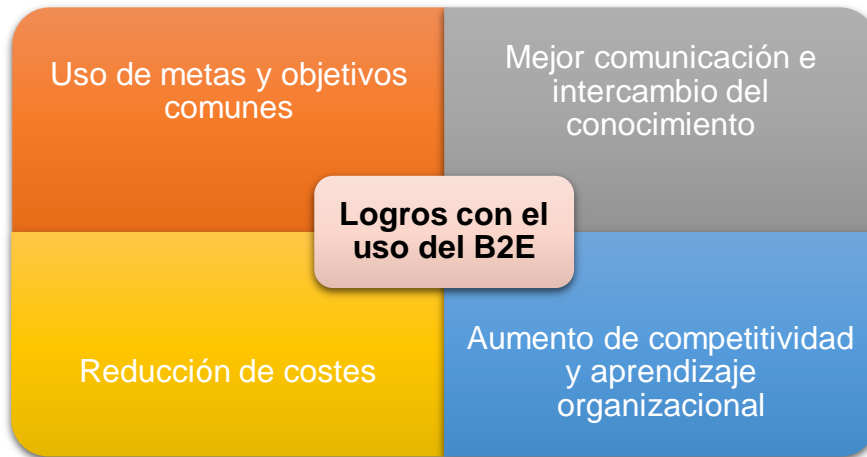 Uso de metas y objetivos
comunes
Mejor comunicación e
intercambio del
conocimiento
Logros con el
uso del B2E
Reducción de costes
Aumento de competitividad
y aprendizaje
organizacional